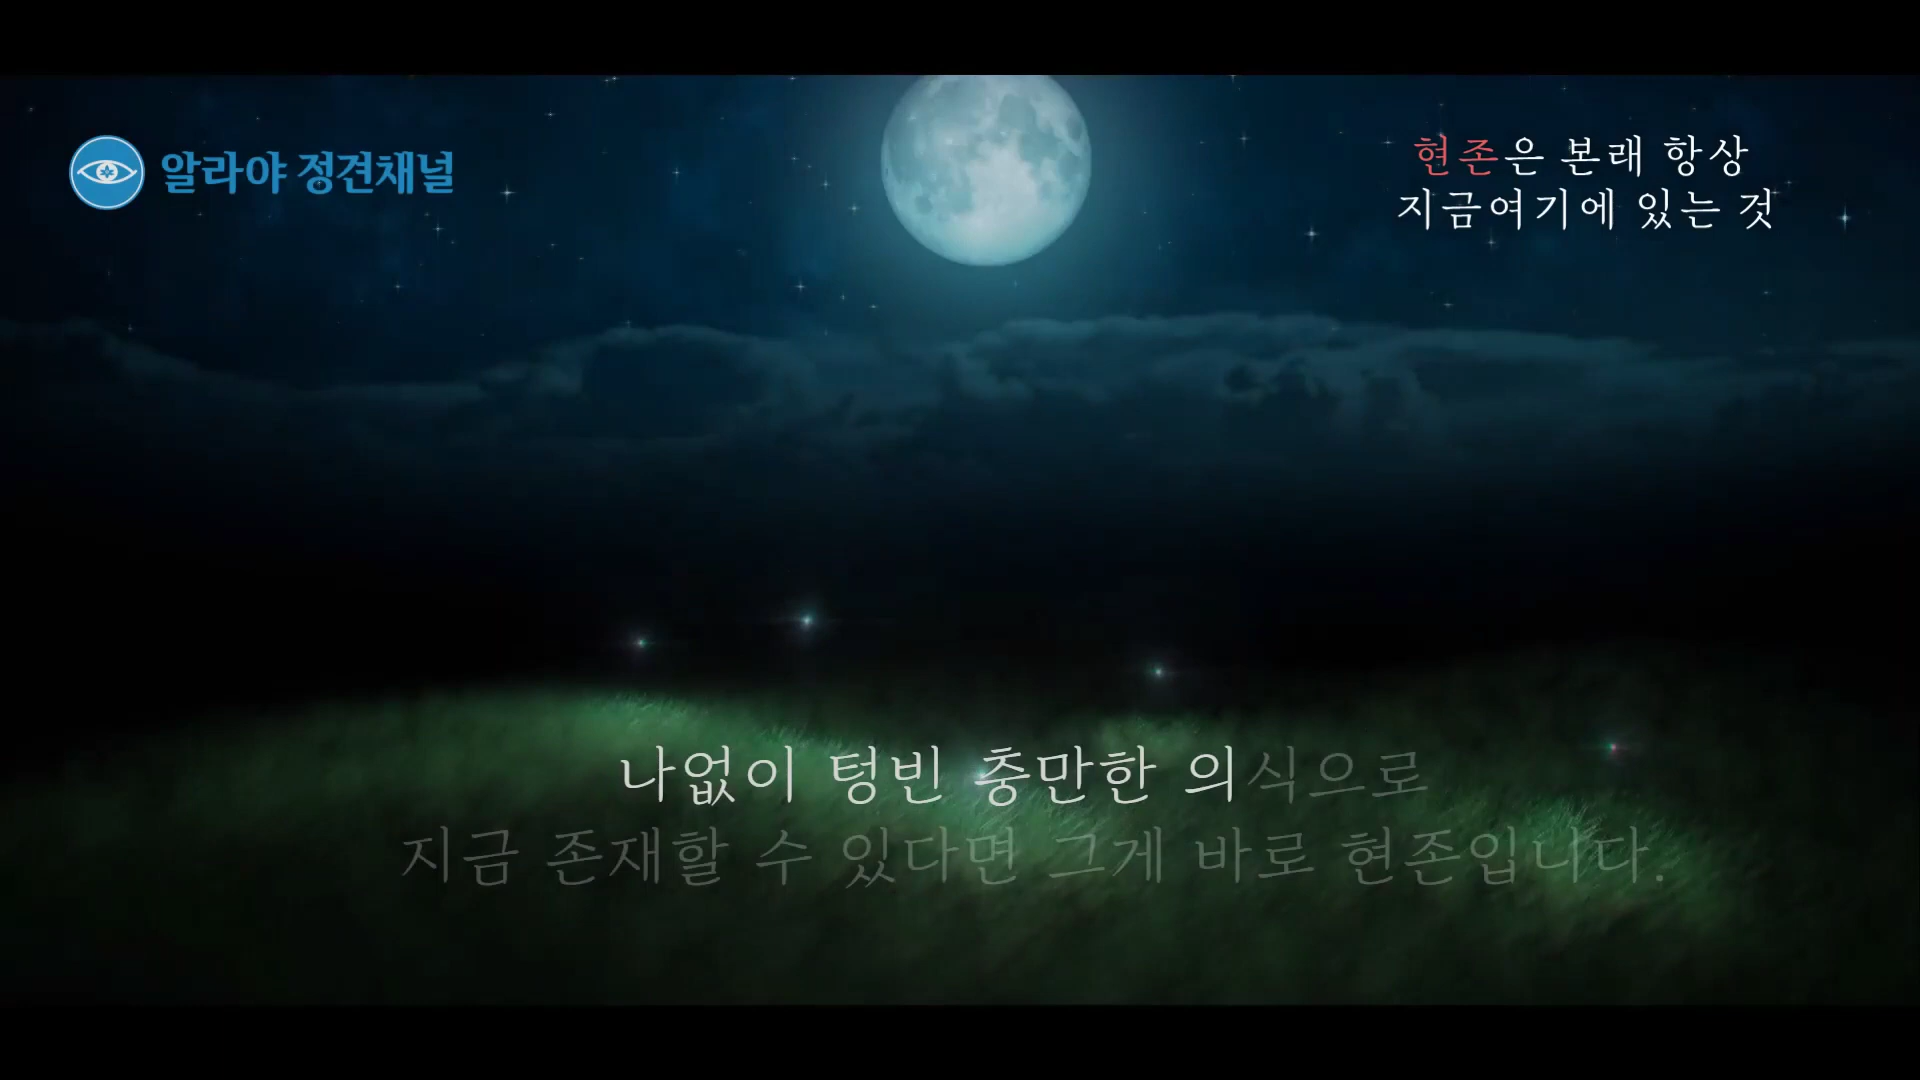 알라야 정견채널
현존은 본래 항상
지금여기에 있는 것
나없이 텅빈 충만한 의식으로
지금 존재할 수 있다면 그게 바로 현존입니다.